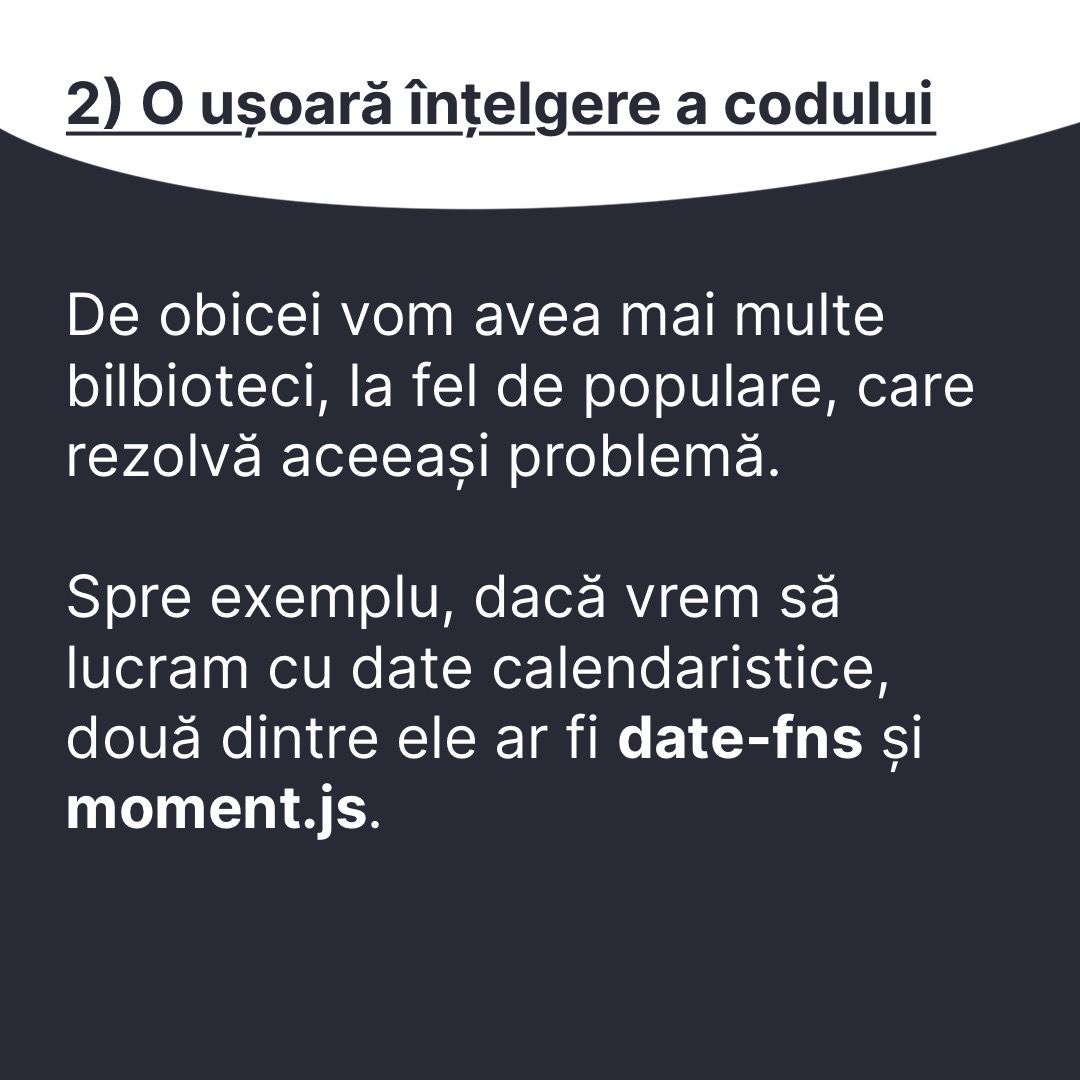 2) O ușoară înțelgere a codului
De obicei vom avea mai multe
bilbioteci, la fel de populare, care
rezolvă aceeași problemă.
Spre exemplu, dacă vrem să
lucram cu date calendaristice,
două dintre ele ar fi date-fns și
moment.js.